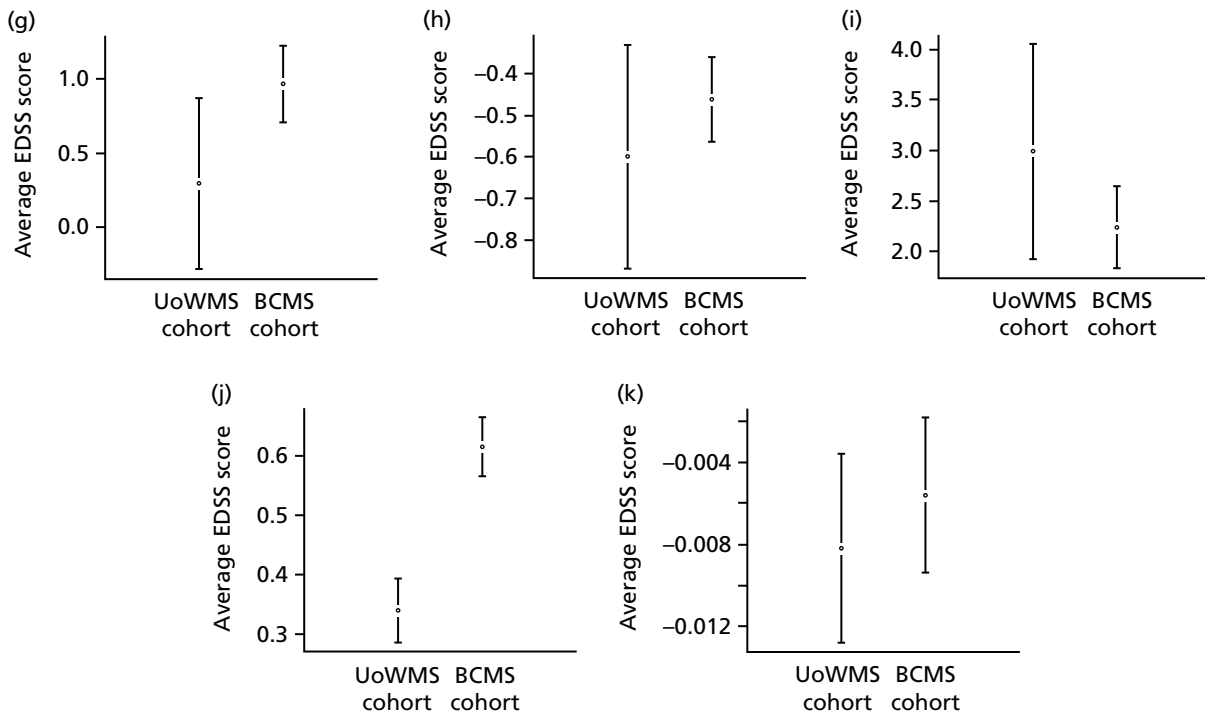 (g)
Average EDSS score
1.0
0.5
0.0
UoWMS cohort
BCMS cohort
(h)
Average EDSS score
–0.4
–0.5
–0.6
–0.7
–0.8
UoWMS cohort
BCMS cohort
(i)
Average EDSS score
4.0
3.5
3.0
2.5
2.0
UoWMS cohort
BCMS cohort
(j)
Average EDSS score
0.6
0.5
0.4
0.3
UoWMS cohort
BCMS cohort
(k)
Average EDSS score
–0.004
–0.008
–0.012
UoWMS cohort
BCMS cohort